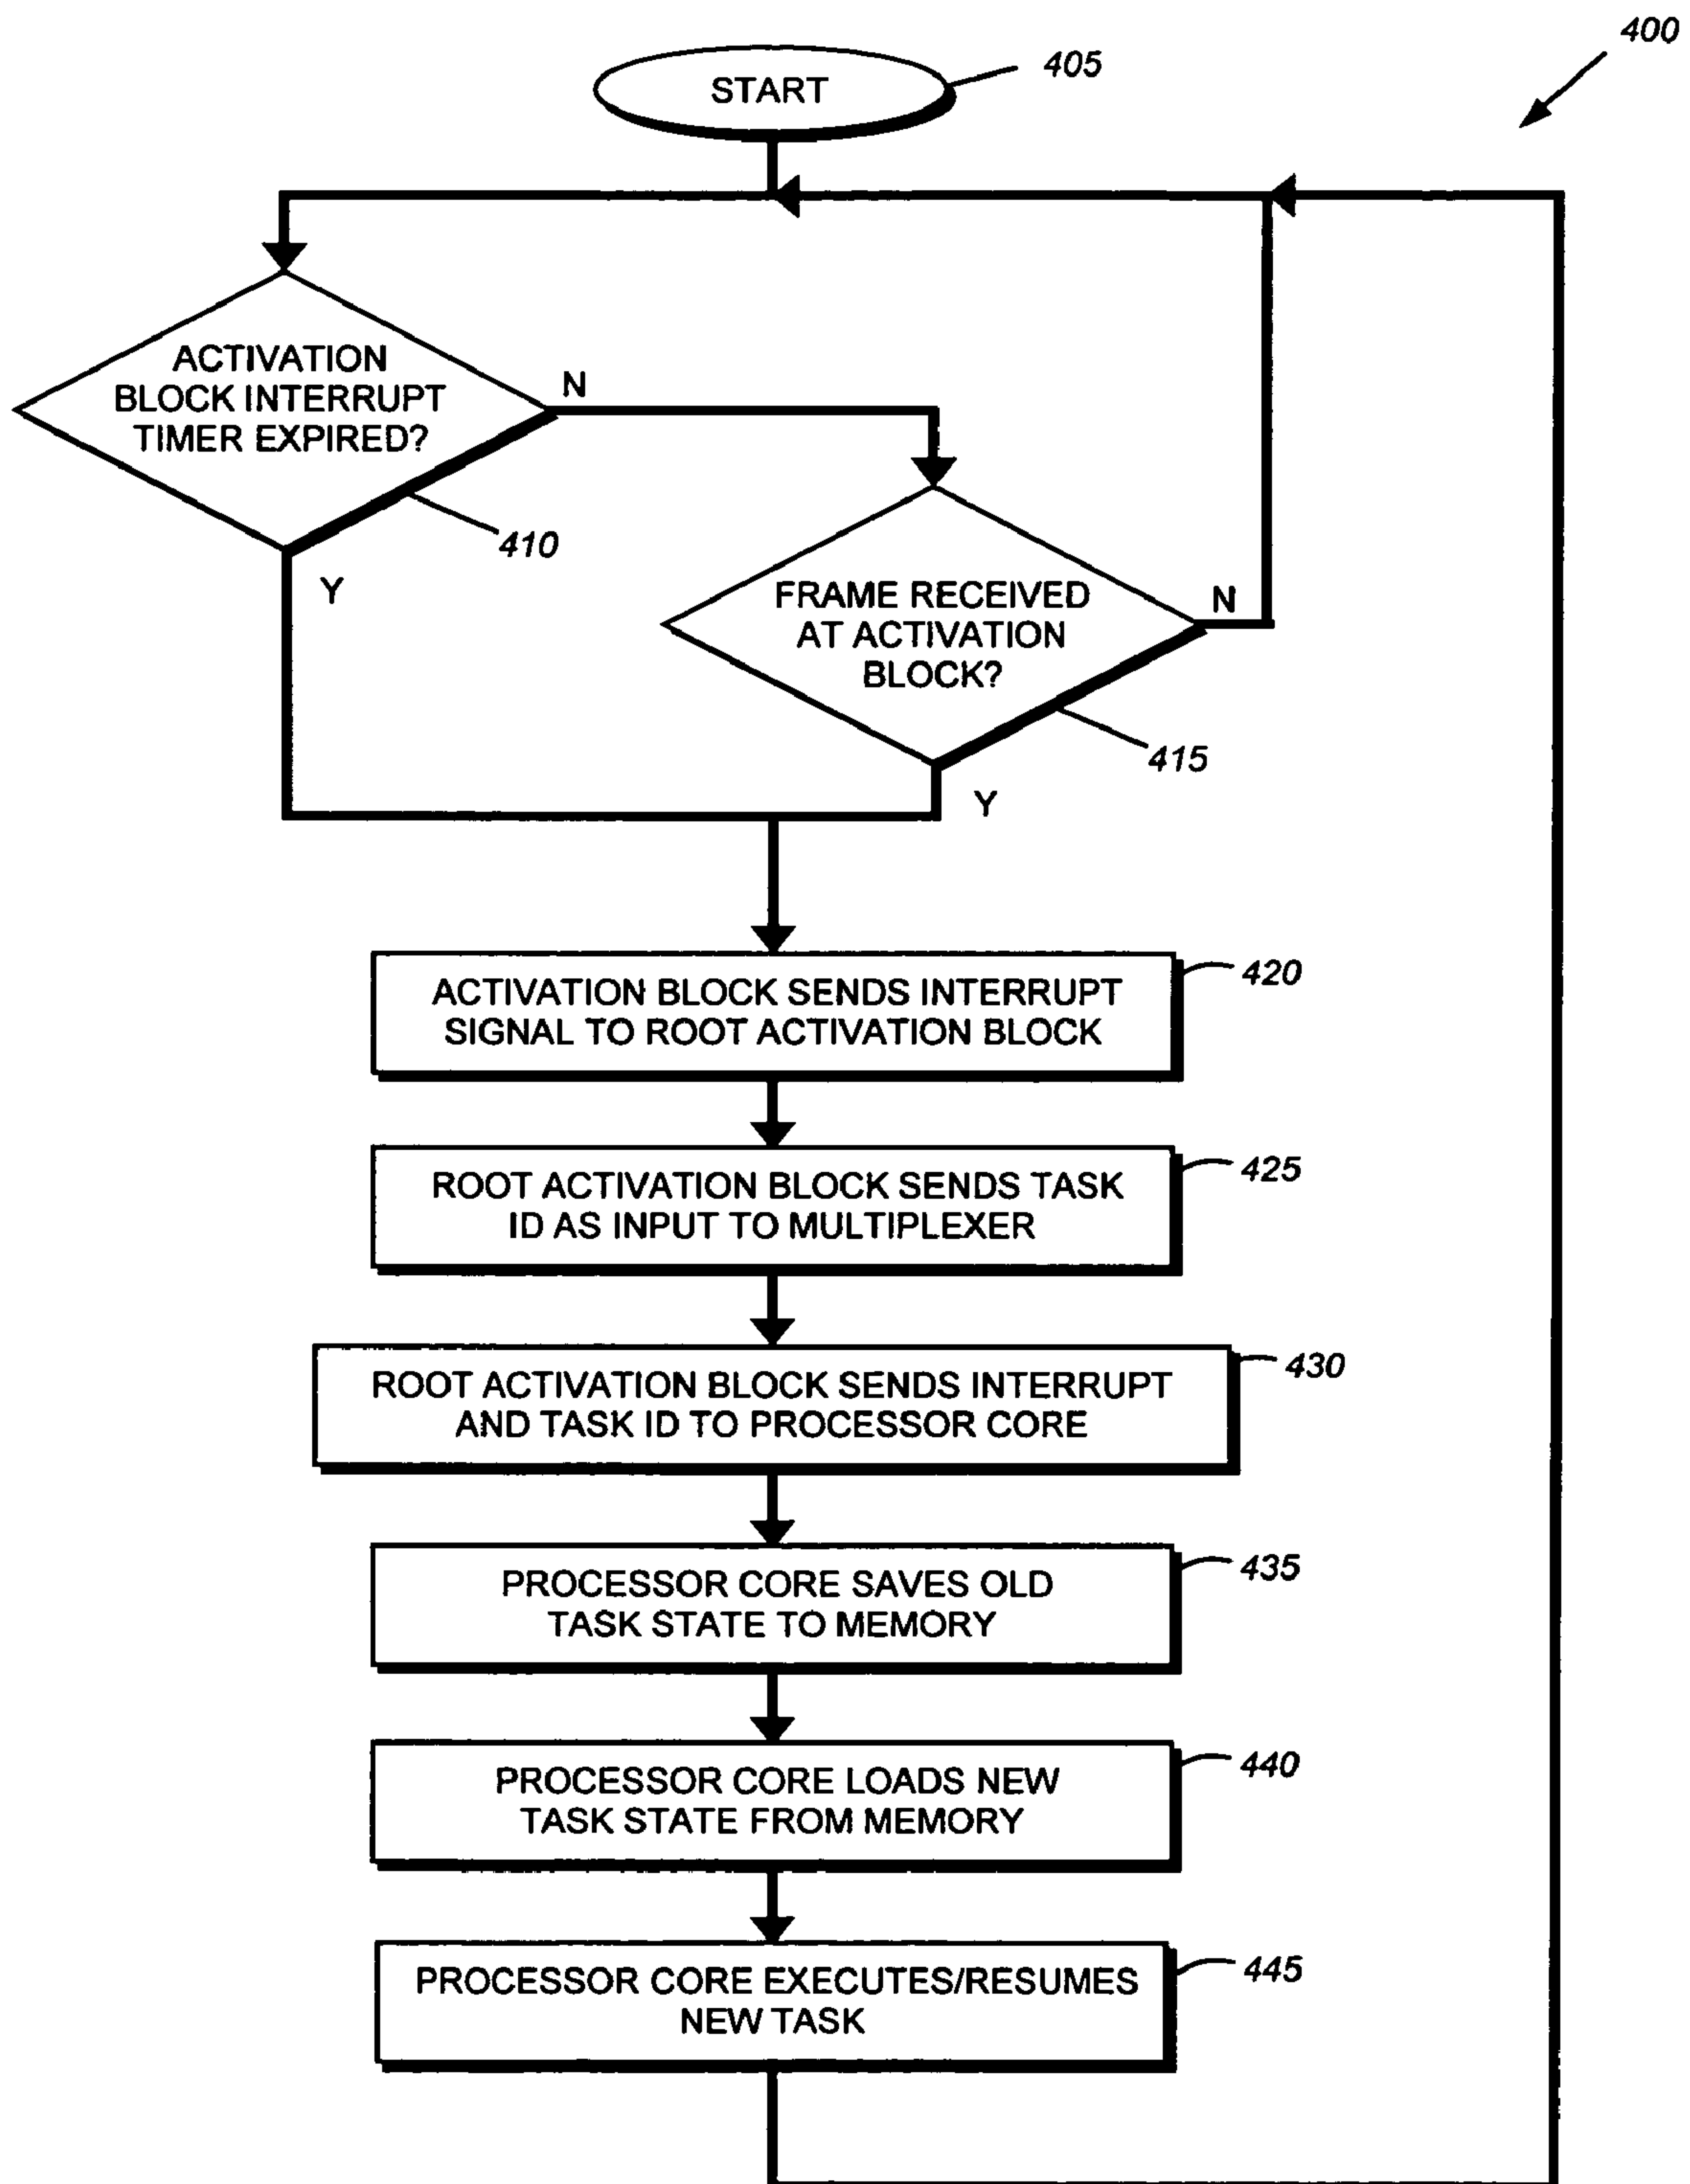 400
START
405
ACTIVATION
BLOCK INTERRUPT
TIMER EXPIRED?
N
410
Y
FRAME RECEIVED
AT ACTIVATION
BLOCK?
N
415
Y
ACTIVATION BLOCK SENDS INTERRUPT
SIGNAL TO ROOT ACTIVATION BLOCK
420
ROOT ACTIVATION BLOCK SENDS TASK
ID AS INPUT TO MULTIPLEXER
425
ROOT ACTIVATION BLOCK SENDS INTERRUPT
AND TASK ID TO PROCESSOR CORE
430
PROCESSOR CORE SAVES OLD
TASK STATE TO MEMORY
435
PROCESSOR CORE LOADS NEW
TASK STATE FROM MEMORY
440
PROCESSOR CORE EXECUTES/RESUMES
NEW TASK
445